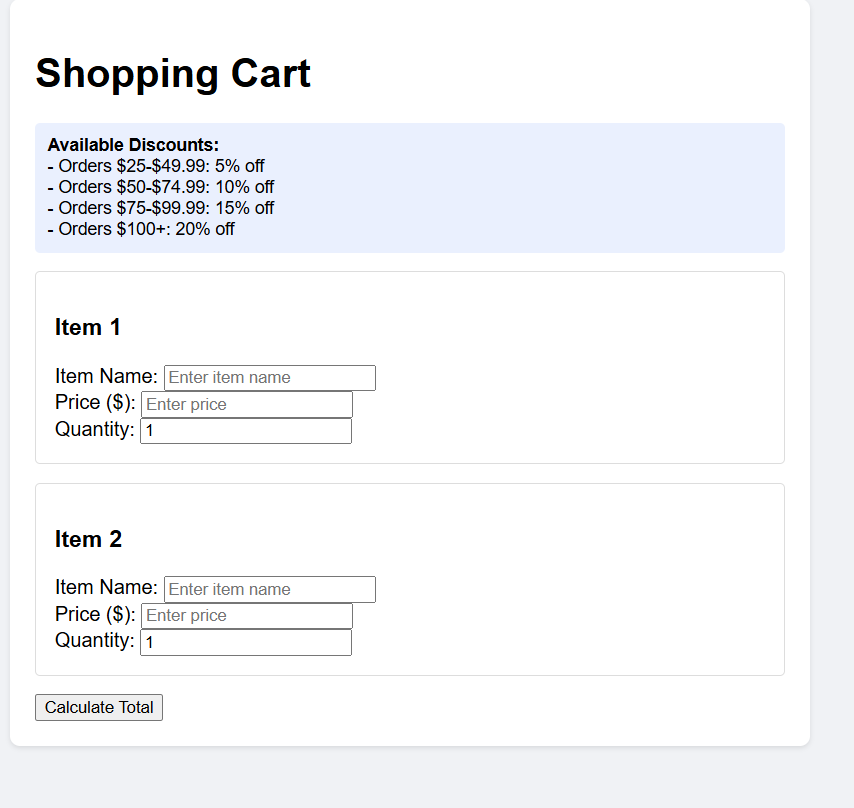 Shopping Cart
Available Discounts:
- Orders $25-$49.99: 5% off
- Orders $50-$74.99: 10% off
- Orders $75-$99.99: 15% off
- Orders $100+: 20% off
Item 1
Item Name: Enter item name
Price ($): Enter price
Quantity: 1
Item 2
Item Name: Enter item name
Price ($): Enter price
Quantity: 1
Calculate Total